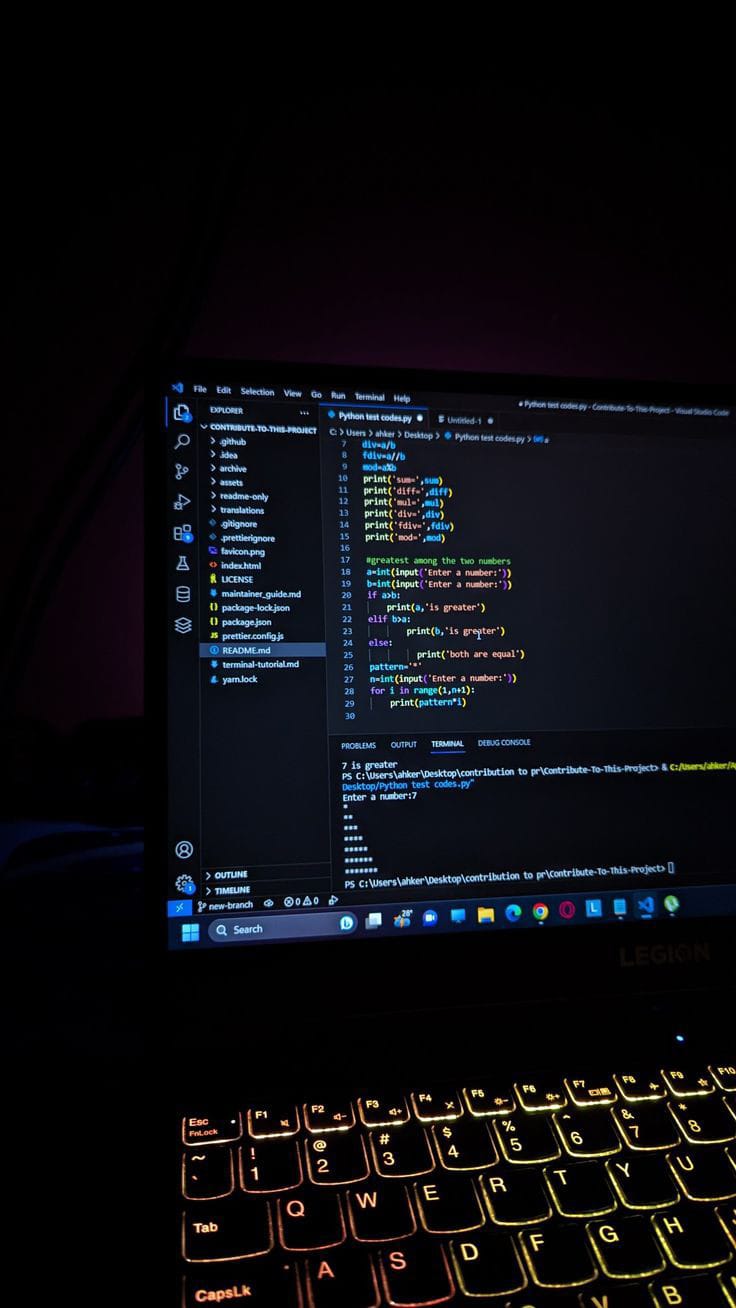 File Edit Selection View Go Run Terminal Help
Python test codes.py - Contribute-To-This-Project - Visual Studio Code
EXPLORER
CONTRIBUTE-TO-THIS-PROJECT
.github
.idea
archive
assets
readme-only
translations
.gitignore
.prettierignore
favicon.png
index.html
LICENSE
maintainer_guide.md
package-lock.json
package.json
prettier.config.js
README.md
terminal-tutorial.md
yarn.lock
OUTLINE
TIMELINE
Python test codes.py Untitled-1
C: > Users > ahker > Desktop > Python test codes.py >
7 div=a/b
8 fdiv=a//b
9 mod=a%b
10 print('sum=',sum)
11 print('diff=',diff)
12 print('mul=',mul)
13 print('div=',div)
14 print('fdiv=',fdiv)
15 print('mod=',mod)
16
17 #greatest among the two numbers
18 a=int(input('Enter a number:'))
19 b=int(input('Enter a number:'))
20 if a>b:
21 print(a,'is greater')
22 elif b>a:
23 print(b,'is greater')
24 else:
25 print('both are equal')
26 pattern='*'
27 n=int(input('Enter a number:'))
28 for i in range(1,n+1):
29 print(pattern*i)
30
PROBLEMS OUTPUT TERMINAL DEBUG CONSOLE
7 is greater
PS C:\Users\ahker\Desktop\contribution to pr\Contribute-To-This-Project> & C:/Users/ahker/
Desktop/Python test codes.py"
Enter a number:7
*
**
***
****
*****
******
*******
PS C:\Users\ahker\Desktop\contribution to pr\Contribute-To-This-Project>
new-branch 0 0
Search 28°
LEGION
Esc FnLock F1 F2 F3 F4 F5 F6 F7 F8 F9 F10
~ ` ! 1 @ 2 # 3 $ 4 % 5 ^ 6 & 7 * 8
Tab Q W E R T Y U
CapsLk A S D F G H
V B